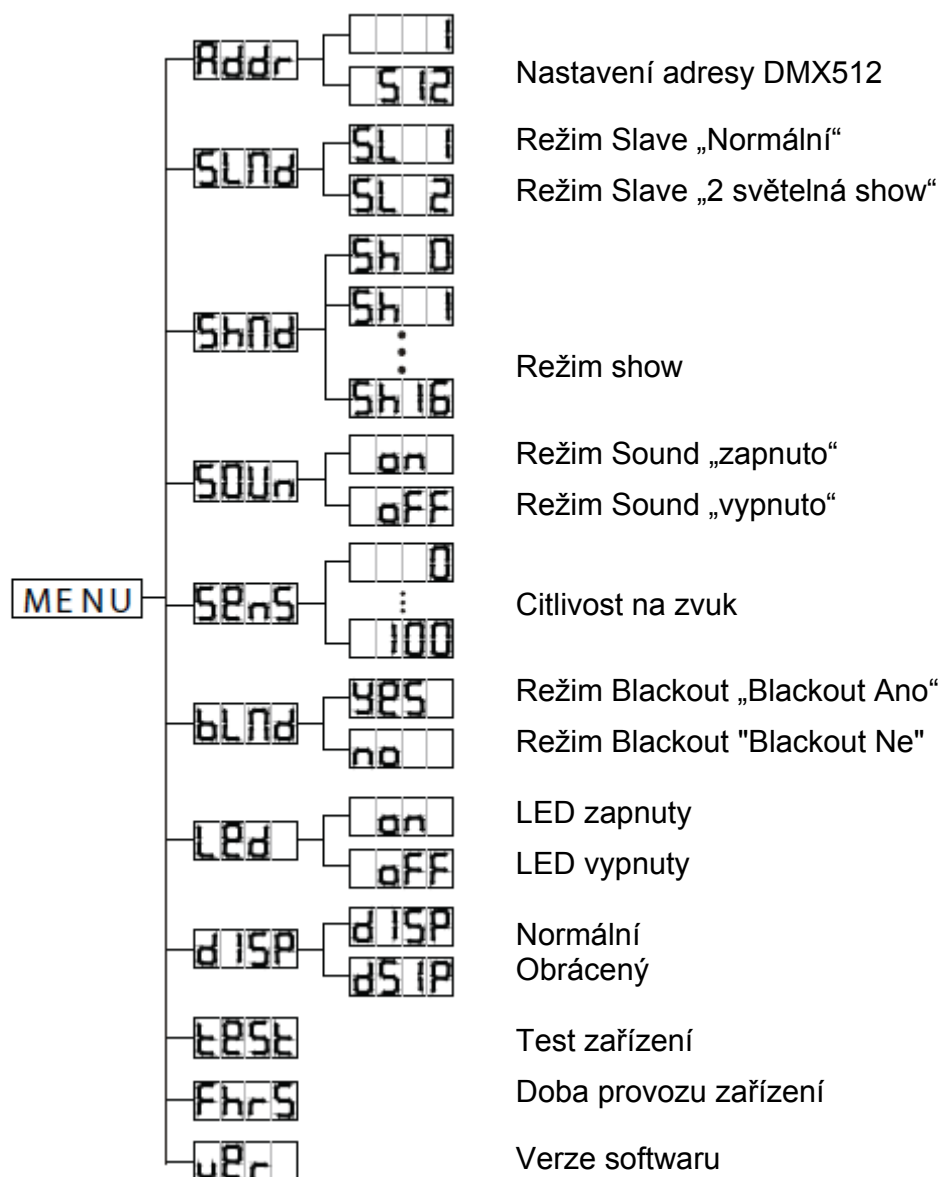 Addr 1
512 Nastavení adresy DMX512
SLMd SL 1 Režim Slave „Normální“
SL 2 Režim Slave „2 světelná show“
ShMd Sh 0
Sh 1
Sh 16 Režim show
SOUn on Režim Sound „zapnuto“
oFF Režim Sound „vypnuto“
MENU SenS 0
100 Citlivost na zvuk
bLMd yes Režim Blackout „Blackout Ano“
no Režim Blackout "Blackout Ne"
Led on LED zapnuty
oFF LED vypnuty
dISP dISP Normální
dSIP Obrácený
test Test zařízení
FhrS Doba provozu zařízení
ver Verze softwaru